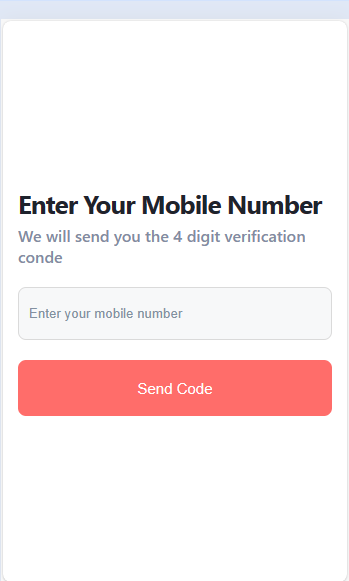 Enter Your Mobile Number
We will send you the 4 digit verification
conde
Enter your mobile number
Send Code